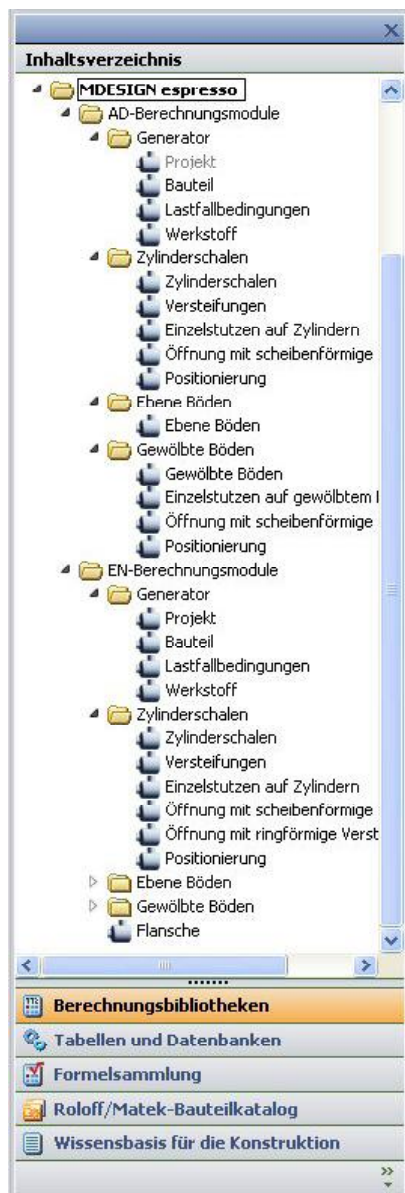 Inhaltsverzeichnis
MDESIGN espresso
AD-Berechnungsmodule
Generator
Projekt
Bauteil
Lastfallbedingungen
Werkstoff
Zylinderschalen
Zylinderschalen
Versteifungen
Einzelstutzen auf Zylindern
Öffnung mit scheibenförmige
Positionierung
Ebene Böden
Ebene Böden
Gewölbte Böden
Gewölbte Böden
Einzelstutzen auf gewölbtem
Öffnung mit scheibenförmige
Positionierung
EN-Berechnungsmodule
Generator
Projekt
Bauteil
Lastfallbedingungen
Werkstoff
Zylinderschalen
Zylinderschalen
Versteifungen
Einzelstutzen auf Zylindern
Öffnung mit scheibenförmige
Öffnung mit ringförmige Verst
Positionierung
Ebene Böden
Gewölbte Böden
Flansche
Berechnungsbibliotheken
Tabellen und Datenbanken
Formelsammlung
Roloff/Matek-Bauteilkatalog
Wissensbasis für die Konstruktion